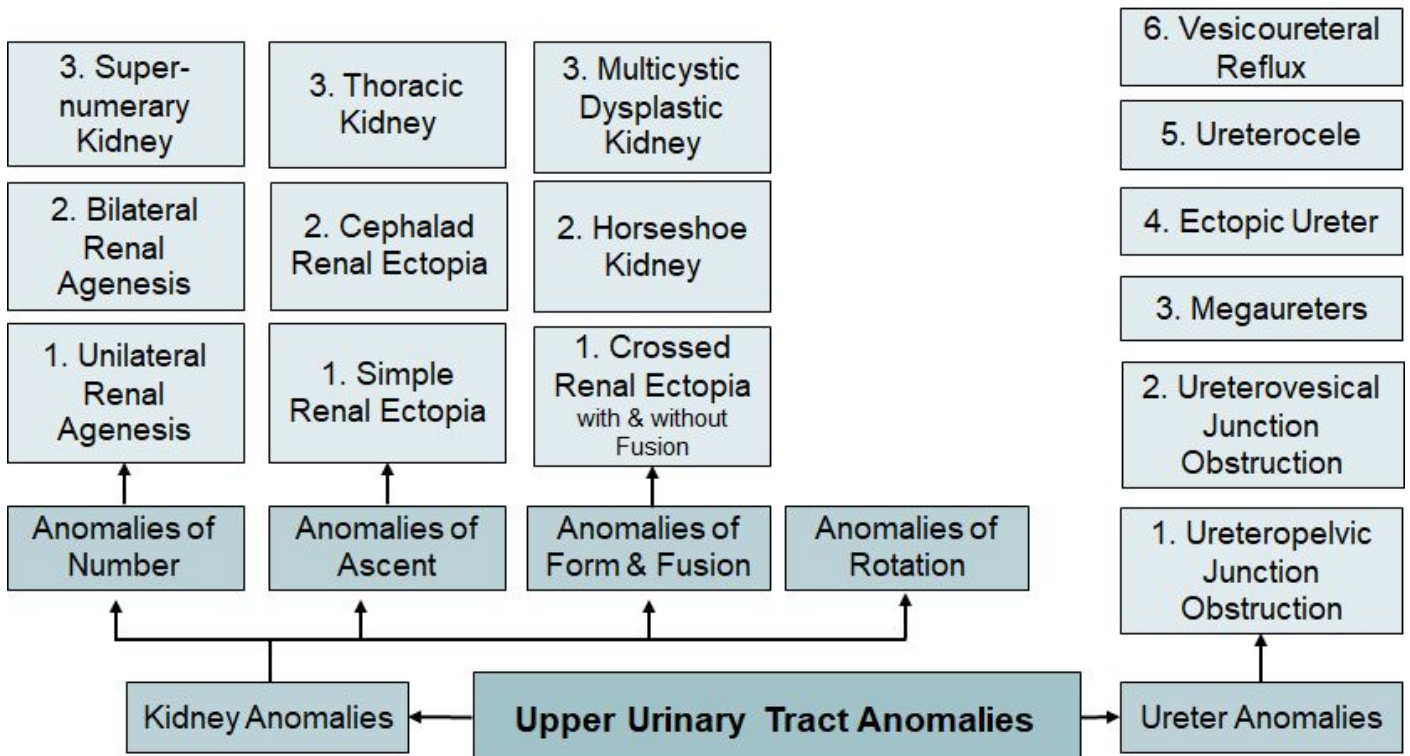 3. Super-
numerary
Kidney
2. Bilateral
Renal
Agenesis
1. Unilateral
Renal
Agenesis
Anomalies of
Number
3. Thoracic
Kidney
2. Cephalad
Renal Ectopia
1. Simple
Renal Ectopia
Anomalies of
Ascent
3. Multicystic
Dysplastic
Kidney
2. Horseshoe
Kidney
1. Crossed
Renal Ectopia
with & without
Fusion
Anomalies of
Form & Fusion
Anomalies of
Rotation
6. Vesicoureteral
Reflux
5. Ureterocele
4. Ectopic Ureter
3. Megaureters
2. Ureterovesical
Junction
Obstruction
1. Ureteropelvic
Junction
Obstruction
Kidney Anomalies
Upper Urinary Tract Anomalies
Ureter Anomalies